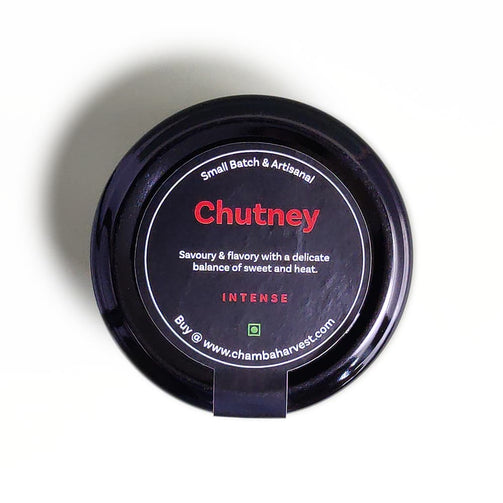 Small Batch & Artisanal
Chutney
Savoury & flavory with a delicate
balance of sweet and heat.
INTENSE
Buy @ www.chambaharvest.com